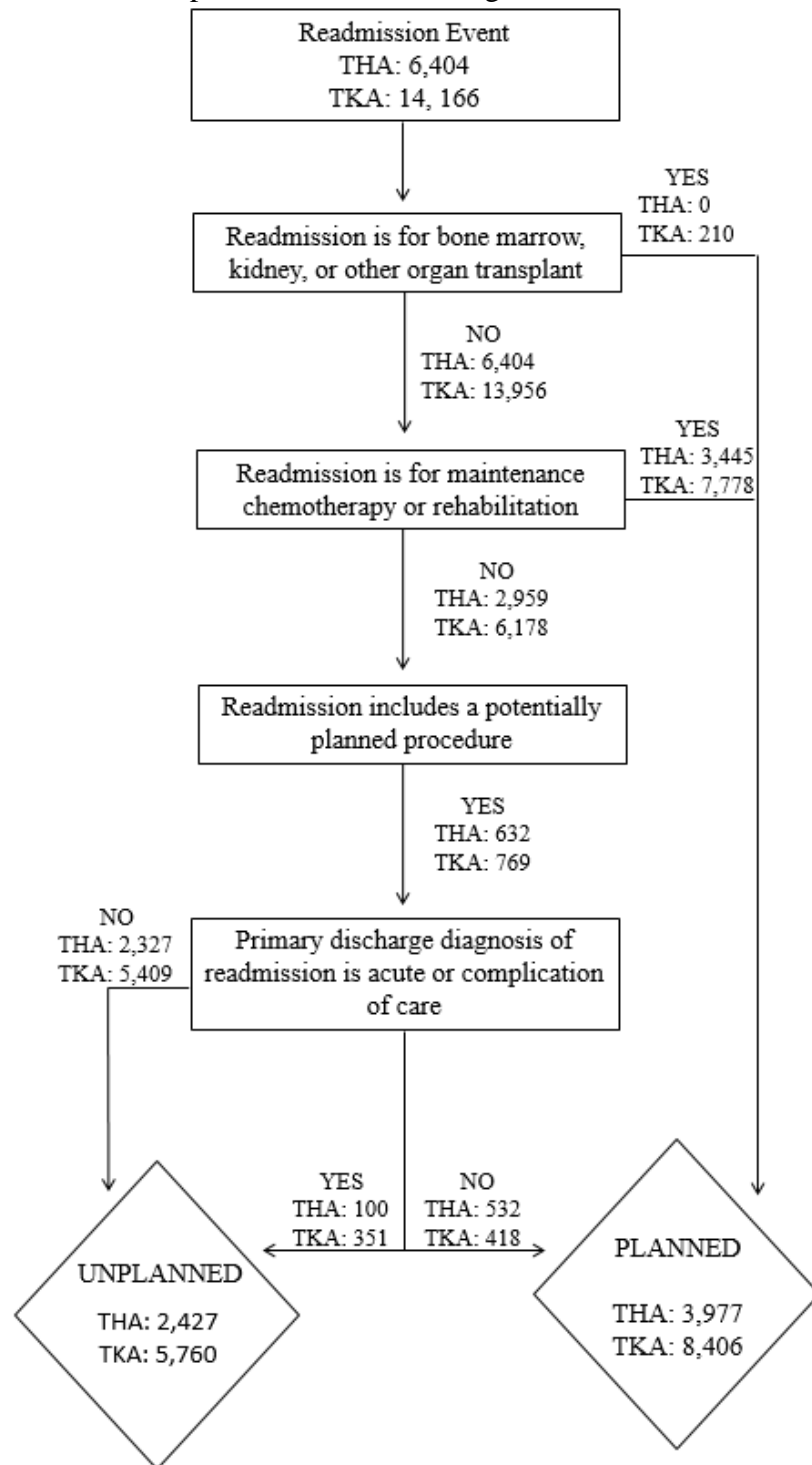 Readmission Event
THA: 6,404
TKA: 14, 166
YES
THA: 0
TKA: 210
Readmission is for bone marrow,
kidney, or other organ transplant
NO
THA: 6,404
TKA: 13,956
YES
THA: 3,445
TKA: 7,778
Readmission is for maintenance
chemotherapy or rehabilitation
NO
THA: 2,959
TKA: 6,178
Readmission includes a potentially
planned procedure
YES
THA: 632
TKA: 769
NO
THA: 2,327
TKA: 5,409
Primary discharge diagnosis of
readmission is acute or complication
of care
YES
THA: 100
TKA: 351
NO
THA: 532
TKA: 418
UNPLANNED
THA: 2,427
TKA: 5,760
PLANNED
THA: 3,977
TKA: 8,406